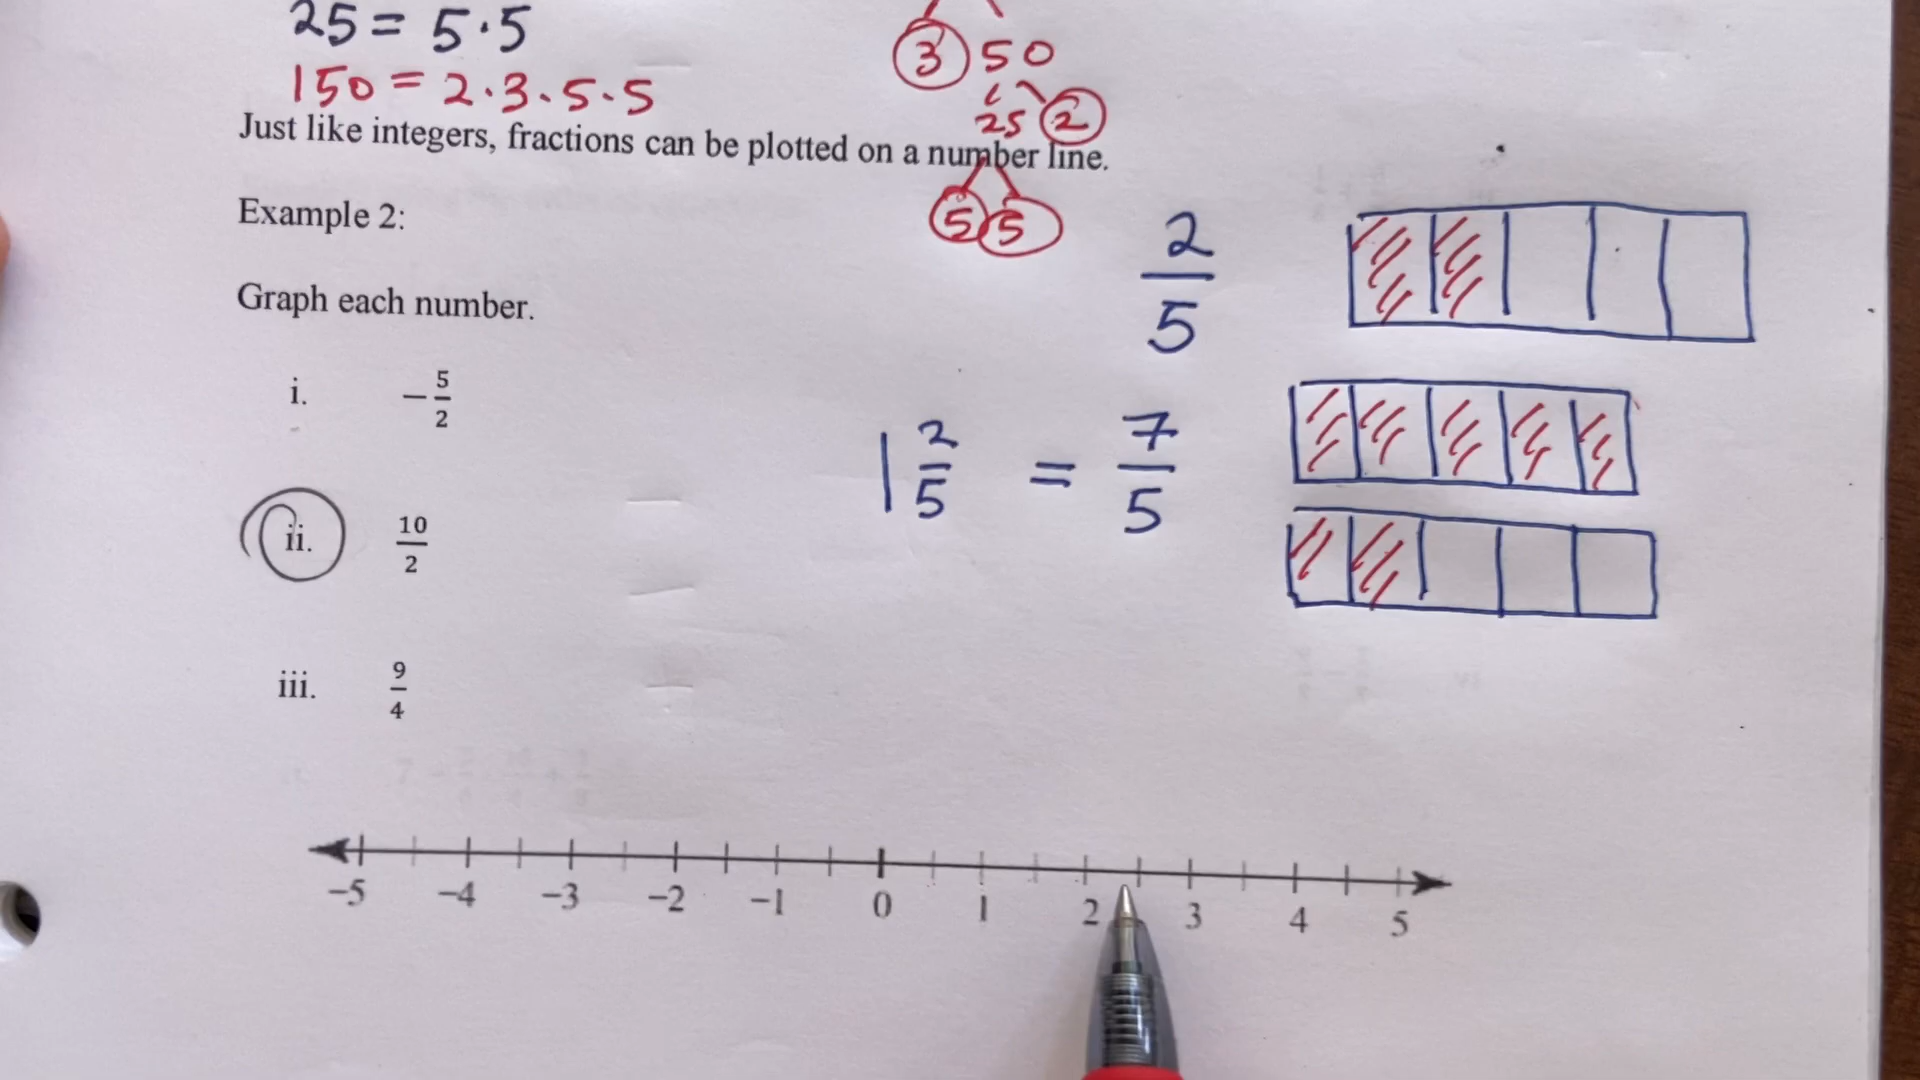 25 = 5·5
150 = 2·3·5·5
3 50
25 2
Just like integers, fractions can be plotted on a number line.
5 5
Example 2:
2/5
Graph each number.
i. −5/2
1 2/5 = 7/5
ii. 10/2
iii. 9/4
−5 −4 −3 −2 −1 0 1 2 3 4 5